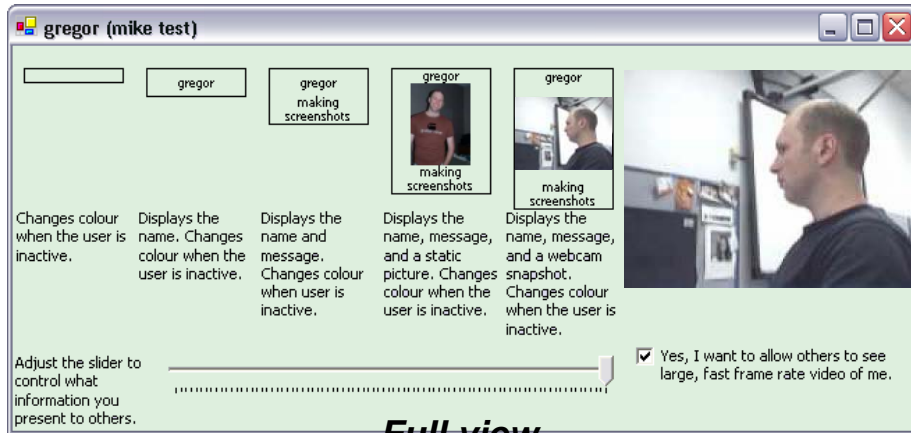 gregor (mike test)
gregor
gregor
making
screenshots
gregor
making
screenshots
gregor
making
screenshots
Changes colour
when the user is
inactive.
Displays the
name. Changes
colour when the
user is inactive.
Displays the
name and
message.
Changes colour
when user is
inactive.
Displays the
name, message,
and a static
picture. Changes
colour when the
user is inactive.
Displays the
name, message,
and a webcam
snapshot.
Changes colour
when the user is
inactive.
Adjust the slider to
control what
information you
present to others.
Yes, I want to allow others to see
large, fast frame rate video of me.
Full view